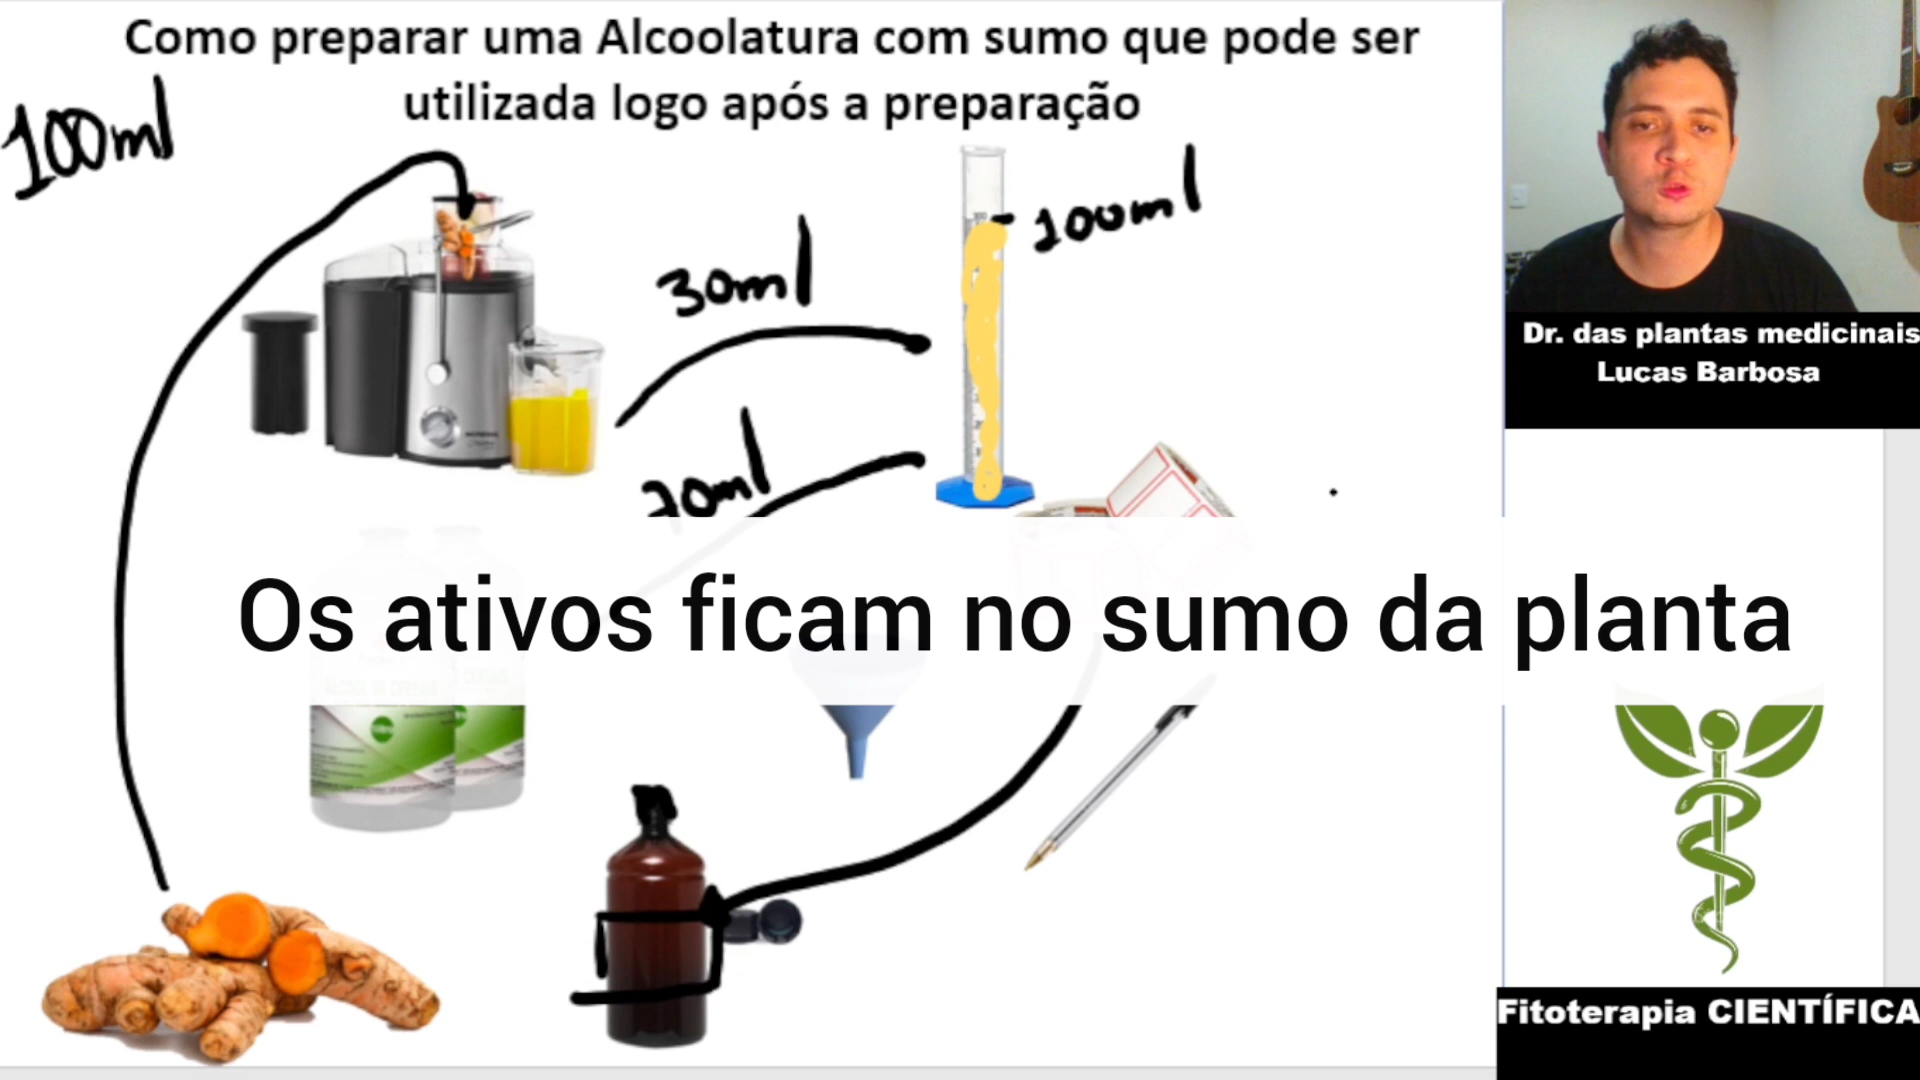 Como preparar uma Alcoolatura com sumo que pode ser
utilizada logo após a preparação
100ml
100ml
30ml
70ml
Os ativos ficam no sumo da planta
Dr. das plantas medicinais
Lucas Barbosa
Fitoterapia CIENTÍFICA